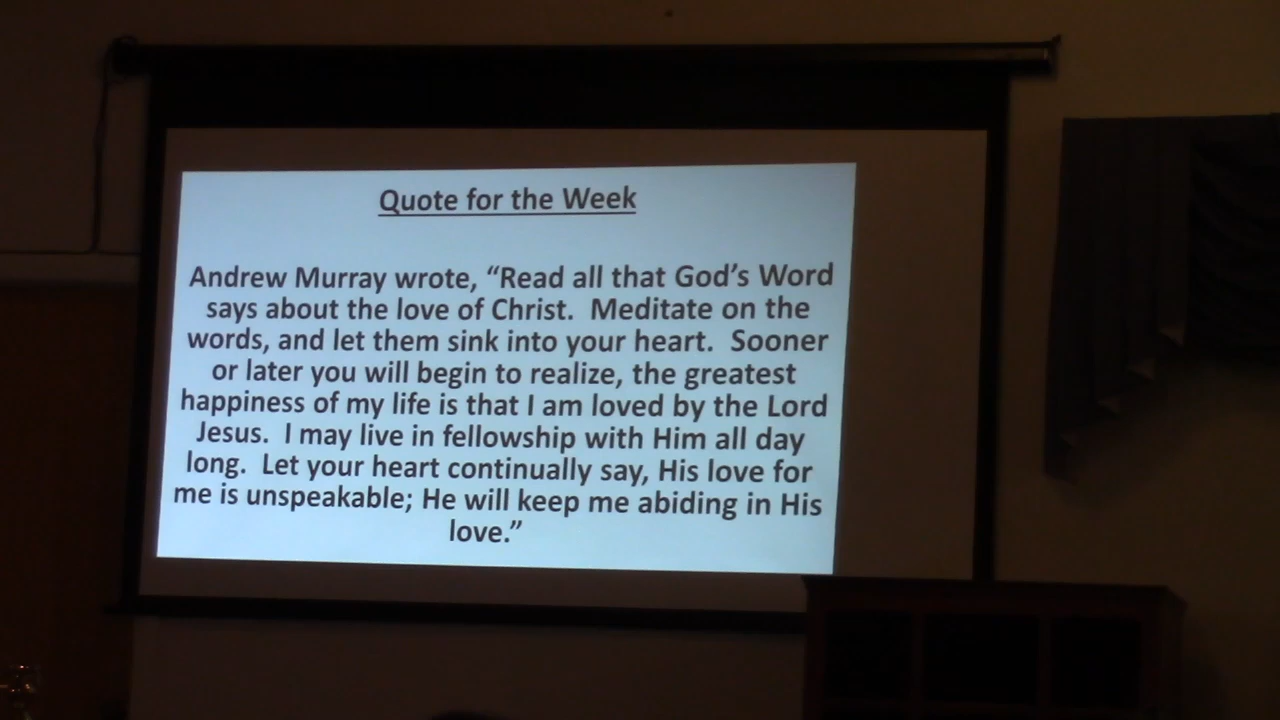 Quote for the Week
Andrew Murray wrote, “Read all that God’s Word
says about the love of Christ.  Meditate on the
words, and let them sink into your heart.  Sooner
or later you will begin to realize, the greatest
happiness of my life is that I am loved by the Lord
Jesus.  I may live in fellowship with Him all day
long.  Let your heart continually say, His love for
me is unspeakable; He will keep me abiding in His
love.”